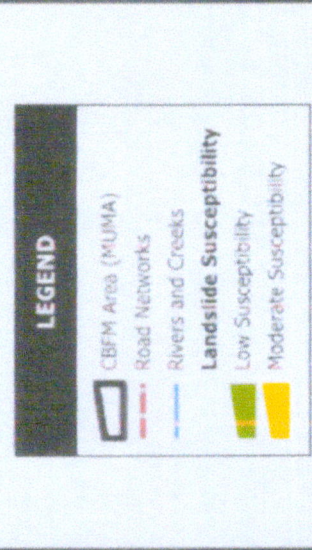 LEGEND
CBFM Area (MUMA)
Road Networks
Rivers and Creeks
Landslide Susceptibility
Low Susceptibility
Moderate Susceptibility